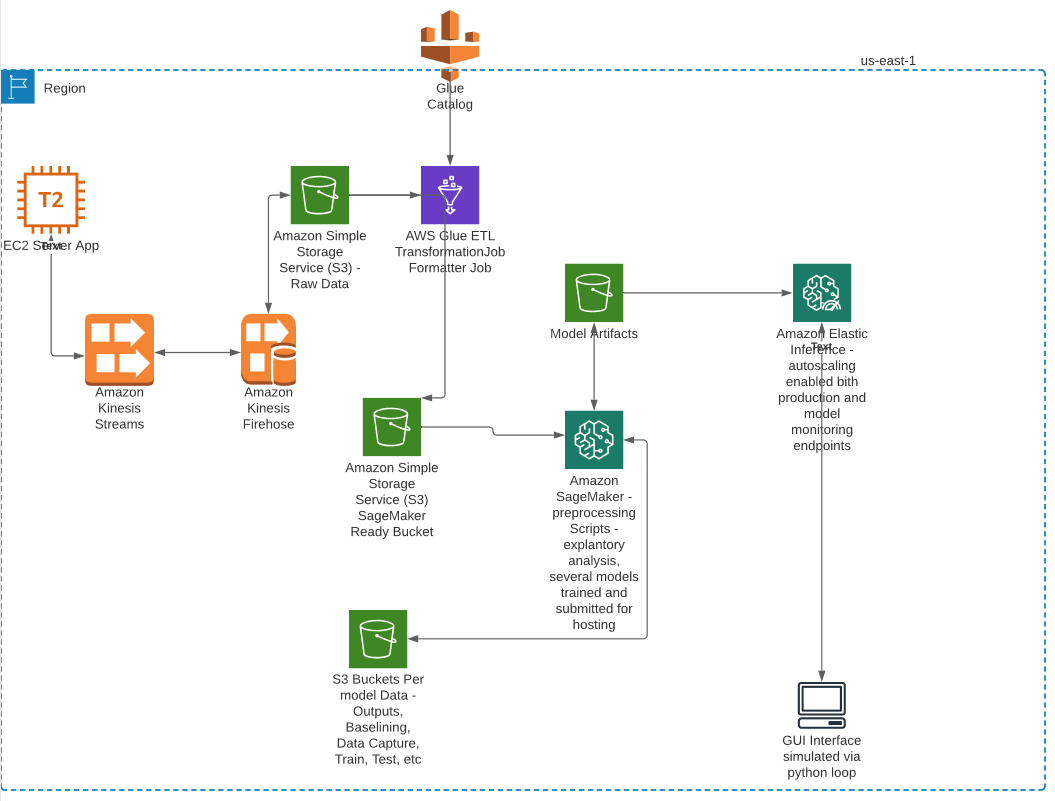 us-east-1
Region
Glue
Catalog
T2
EC2 Server App
Text
Amazon Simple
Storage
Service (S3) -
Raw Data
AWS Glue ETL
TransformationJob
Formatter Job
Amazon
Kinesis
Streams
Amazon
Kinesis
Firehose
Model Artifacts
Amazon Elastic
Inference -
autoscaling
enabled bith
production and
model
monitoring
endpoints
Text
Amazon Simple
Storage
Service (S3)
SageMaker
Ready Bucket
Amazon
SageMaker -
preprocessing
Scripts -
explantory
analysis,
several models
trained and
submitted for
hosting
S3 Buckets Per
model Data -
Outputs,
Baselining,
Data Capture,
Train, Test, etc
GUI Interface
simulated via
python loop